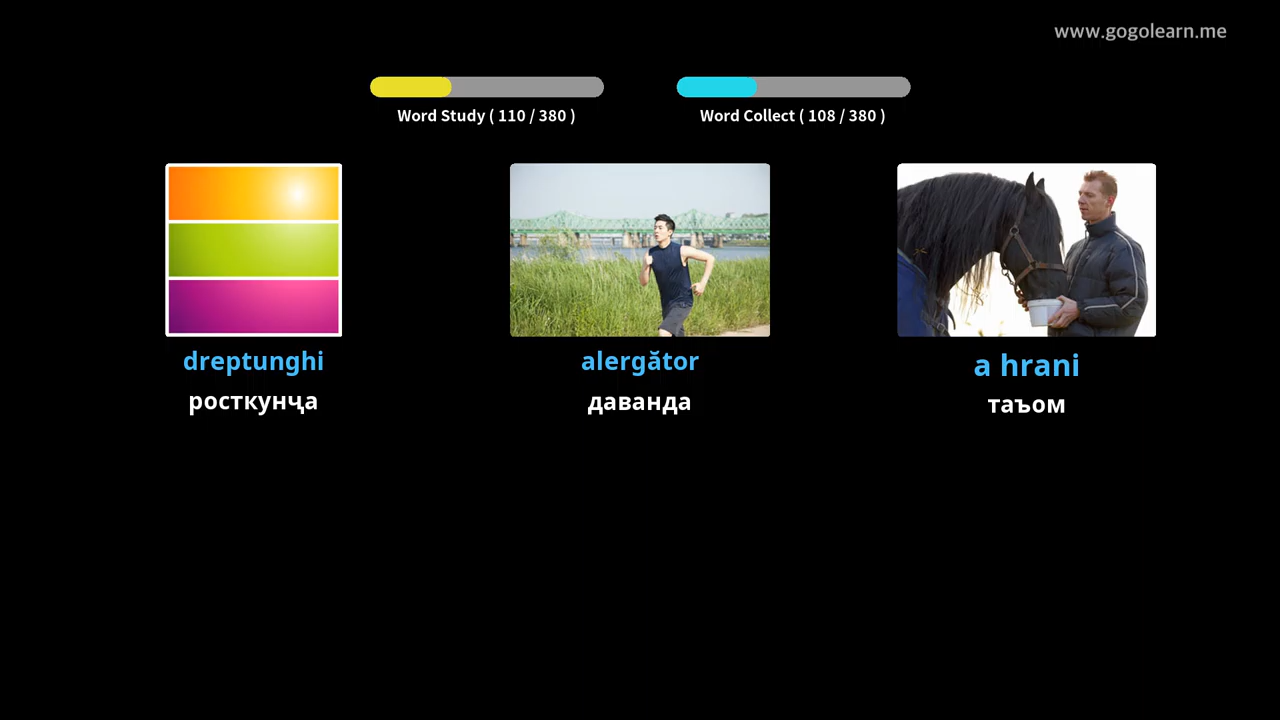 www.gogolearn.me
Word Study ( 110 / 380 )
Word Collect ( 108 / 380 )
dreptunghi
alergător
a hrani
росткунҷа
даванда
таъом